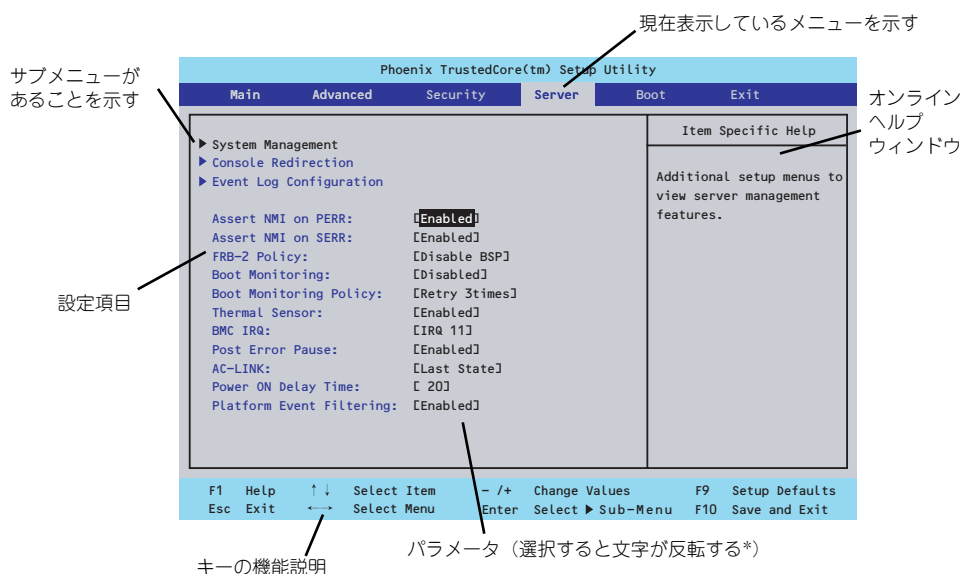 現在表示しているメニューを示す
サブメニューが
あることを示す
Phoenix TrustedCore(tm) Setup Utility
Main Advanced Security Server Boot Exit
オンライン
ヘルプ
ウィンドウ
Item Specific Help
▶ System Management
▶ Console Redirection
▶ Event Log Configuration
Additional setup menus to
view server management
features.
Assert NMI on PERR: [Enabled]
Assert NMI on SERR: [Enabled]
FRB-2 Policy: [Disable BSP]
Boot Monitoring: [Disabled]
Boot Monitoring Policy: [Retry 3times]
Thermal Sensor: [Enabled]
BMC IRQ: [IRQ 11]
Post Error Pause: [Enabled]
AC-LINK: [Last State]
Power ON Delay Time: [ 20]
Platform Event Filtering: [Enabled]
設定項目
F1 Help ↑↓ Select Item - /+ Change Values F9 Setup Defaults
Esc Exit ←→ Select Menu Enter Select ▶ Sub-Menu F10 Save and Exit
パラメータ（選択すると文字が反転する*）
キーの機能説明